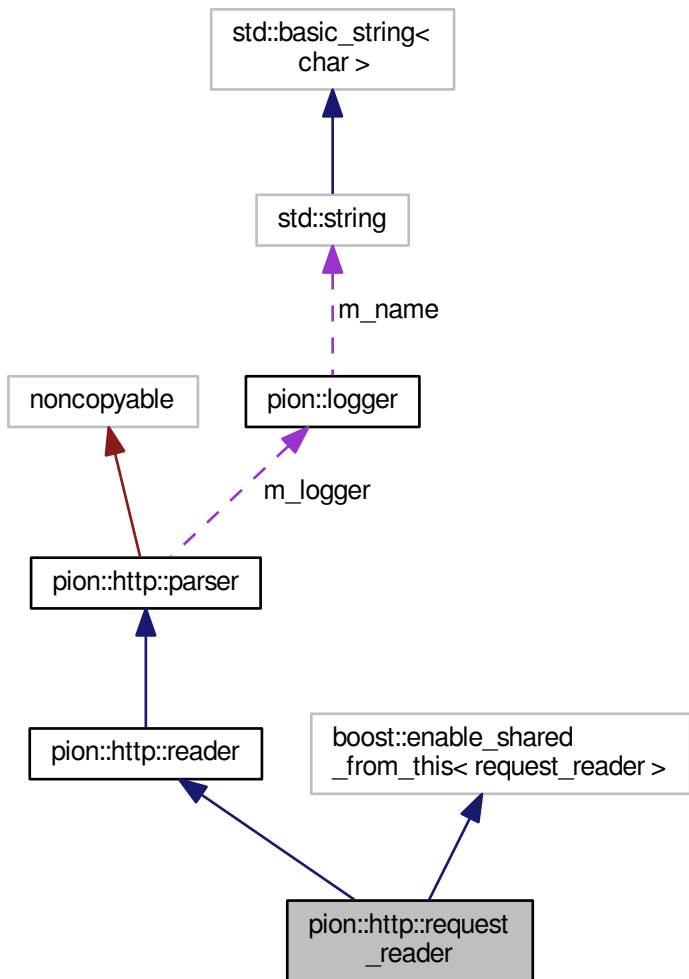 std::basic_string<
char >
std::string
m_name
noncopyable
pion::logger
m_logger
pion::http::parser
pion::http::reader
boost::enable_shared
_from_this< request_reader >
pion::http::request
_reader